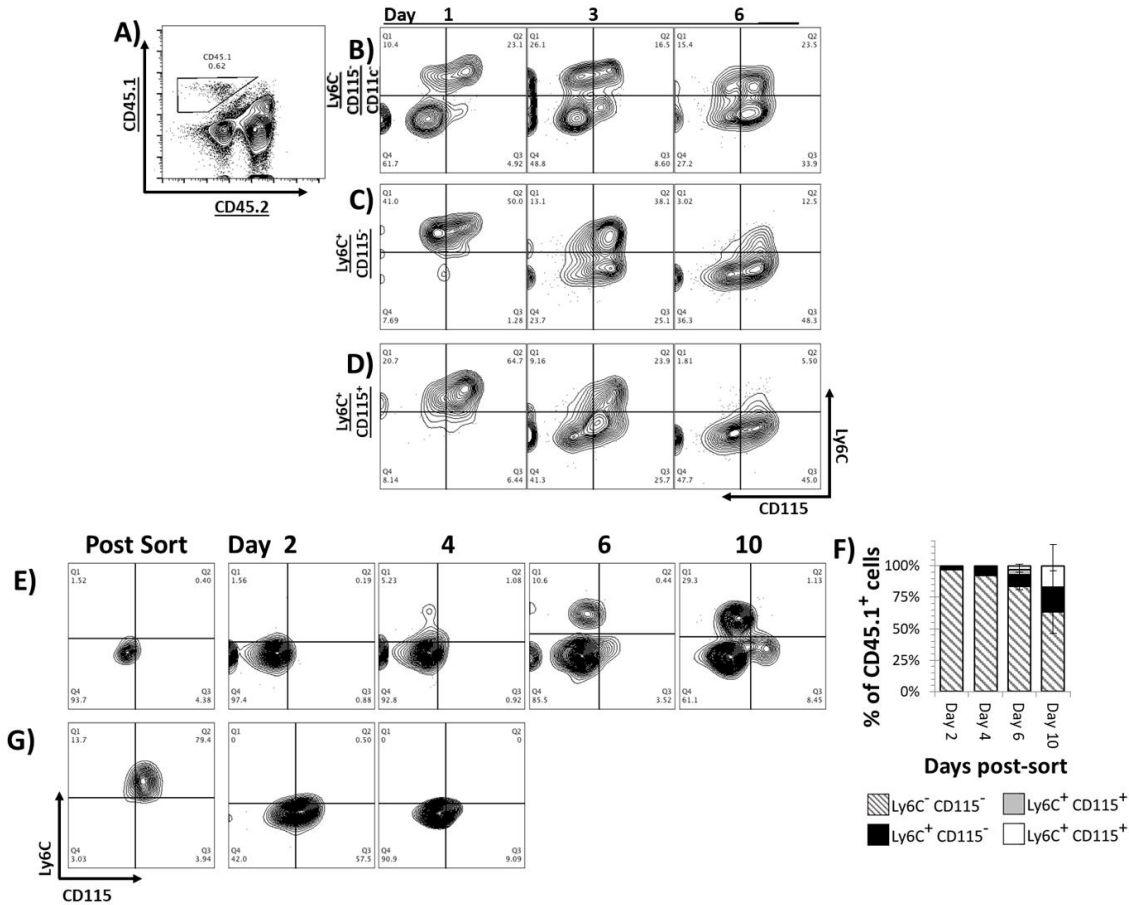 A)
CD45.1
0.62
CD45.1
CD45.2
Day 1 3 6
B)
Ly6C-
CD115-
CD11c-
Q1 10.4
Q2 23.1
Q4 61.7
Q3 4.92
Q1 26.1
Q2 16.5
Q4 48.8
Q3 8.60
Q1 15.4
Q2 23.5
Q4 27.2
Q3 33.9
C)
Ly6C+
CD115-
Q1 41.0
Q2 50.0
Q4 7.69
Q3 1.28
Q1 13.1
Q2 38.1
Q4 23.7
Q3 25.1
Q1 3.02
Q2 12.5
Q4 36.3
Q3 48.3
D)
Ly6C+
CD115+
Q1 20.7
Q2 64.7
Q4 8.14
Q3 6.44
Q1 9.16
Q2 23.9
Q4 41.3
Q3 25.7
Q1 1.81
Q2 5.50
Q4 47.7
Q3 45.0
Ly6C
CD115
Post Sort Day 2 4 6 10
E)
Q1 1.52
Q2 0.40
Q4 93.7
Q3 4.38
Q1 1.56
Q2 0.19
Q4 97.4
Q3 0.88
Q1 5.23
Q2 1.08
Q4 92.8
Q3 0.92
Q1 10.6
Q2 0.44
Q4 85.5
Q3 3.52
Q1 29.3
Q2 1.13
Q4 61.1
Q3 8.45
G)
Q1 13.7
Q2 79.4
Q4 3.03
Q3 3.94
Q1 0
Q2 0.50
Q4 42.0
Q3 57.5
Q1 0
Q2 0
Q4 90.9
Q3 9.09
Ly6C
CD115
F)
% of CD45.1+ cells
100%
75%
50%
25%
0%
Day 2
Day 4
Day 6
Day 10
Days post-sort
Ly6C- CD115-
Ly6C+ CD115+
Ly6C+ CD115-
Ly6C+ CD115+